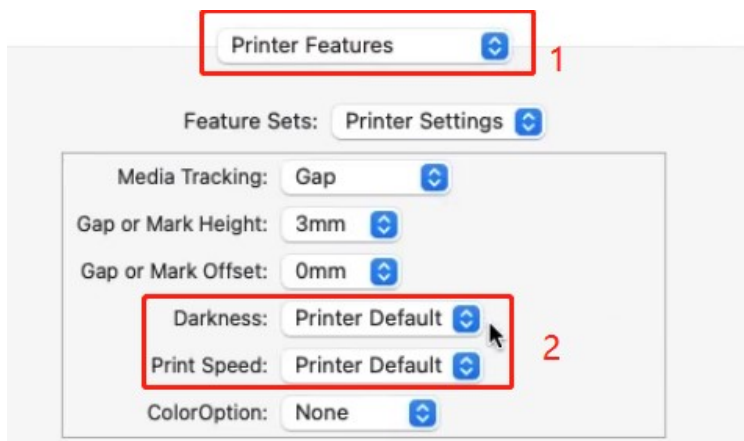 Printer Features
1
Feature Sets: Printer Settings
Media Tracking: Gap
Gap or Mark Height: 3mm
Gap or Mark Offset: 0mm
Darkness: Printer Default
2
Print Speed: Printer Default
ColorOption: None